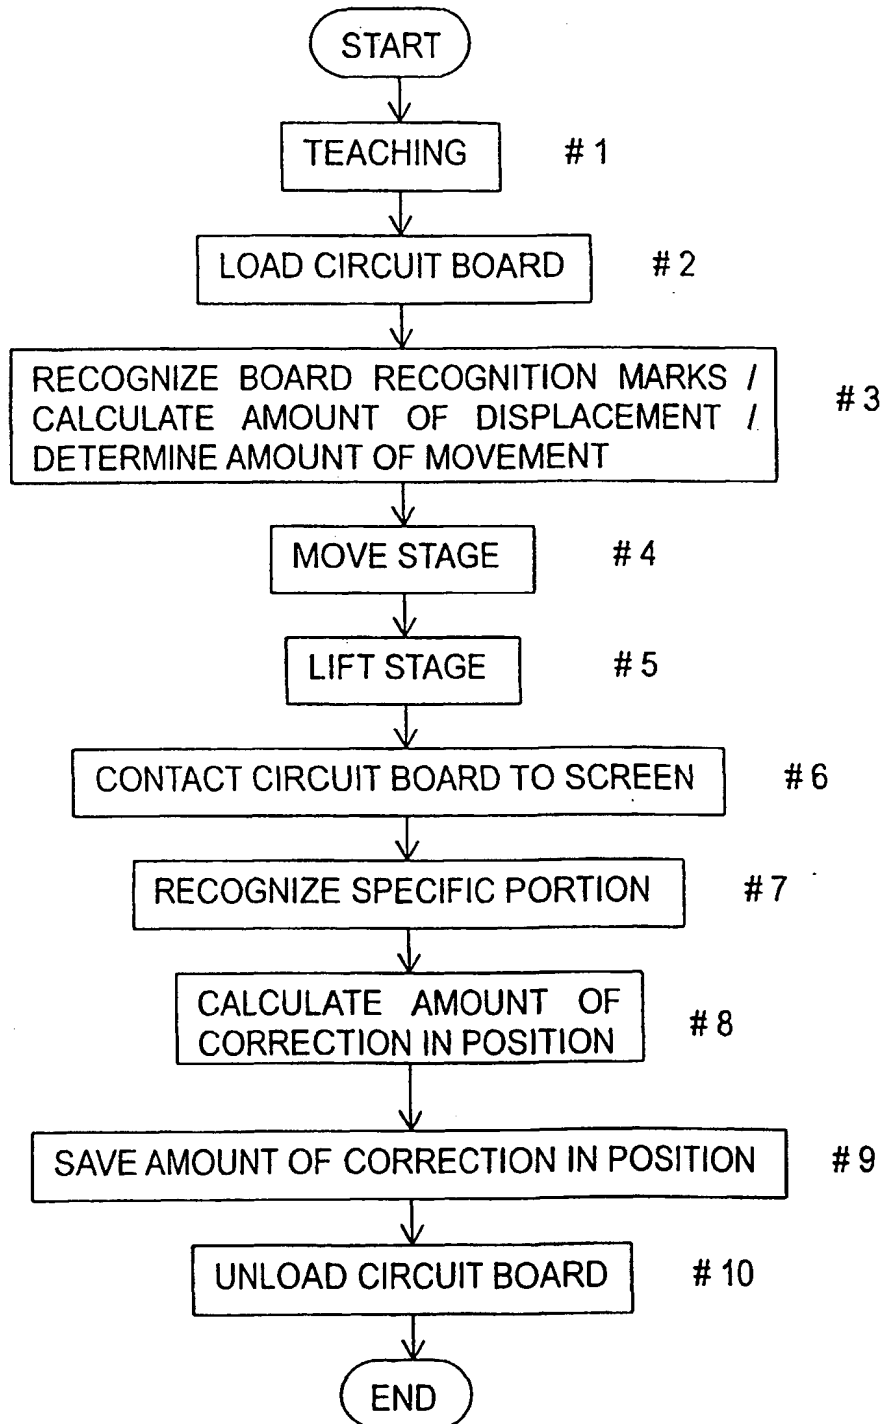 START
TEACHING # 1
LOAD CIRCUIT BOARD # 2
RECOGNIZE BOARD RECOGNITION MARKS /
CALCULATE AMOUNT OF DISPLACEMENT / # 3
DETERMINE AMOUNT OF MOVEMENT
MOVE STAGE # 4
LIFT STAGE # 5
CONTACT CIRCUIT BOARD TO SCREEN # 6
RECOGNIZE SPECIFIC PORTION # 7
CALCULATE AMOUNT OF
CORRECTION IN POSITION # 8
SAVE AMOUNT OF CORRECTION IN POSITION # 9
UNLOAD CIRCUIT BOARD # 10
END